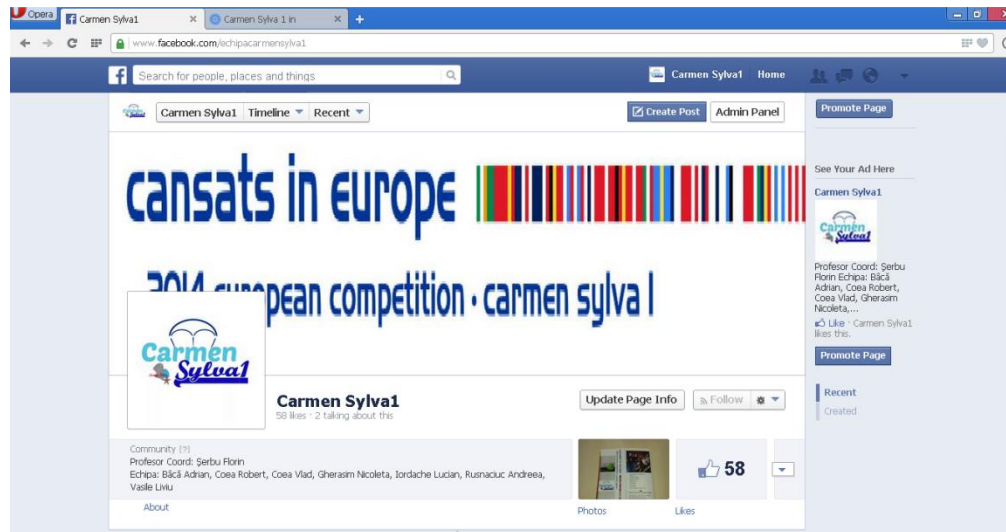 Opera
Carmen Sylva1
Carmen Sylva 1 in
www.facebook.com/echipacarmensylva1
Search for people, places and things
Carmen Sylva1 Home
Carmen Sylva1 Timeline Recent
Create Post Admin Panel
Promote Page
cansats in europe
2014 european competition · carmen sylva 1
Carmen
Sylva1
Carmen Sylva1
58 likes · 2 talking about this
Update Page Info Follow
Community [?]
Profesor Coord: Şerbu Florin
Echipa: Băcă Adrian, Coea Robert, Coea Vlad, Gherasim Nicoleta, Iordache Lucian, Rusnaciuc Andreea,
Vasile Liviu
About
Photos
58
Likes
See Your Ad Here
Carmen Sylva1
Carmen
Sylva1
Profesor Coord: Şerbu
Florin Echipa: Băcă
Adrian, Coea Robert,
Coea Vlad, Gherasim
Nicoleta,...
Like · Carmen Sylva1
likes this.
Promote Page
Recent
Created